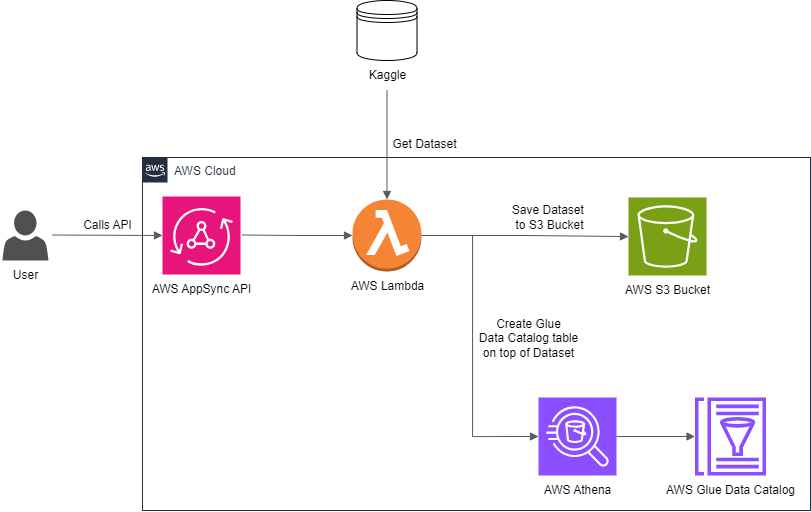 Kaggle
Get Dataset
aws
AWS Cloud
Calls API
Save Dataset
to S3 Bucket
User
AWS AppSync API
AWS Lambda
AWS S3 Bucket
Create Glue
Data Catalog table
on top of Dataset
AWS Athena
AWS Glue Data Catalog